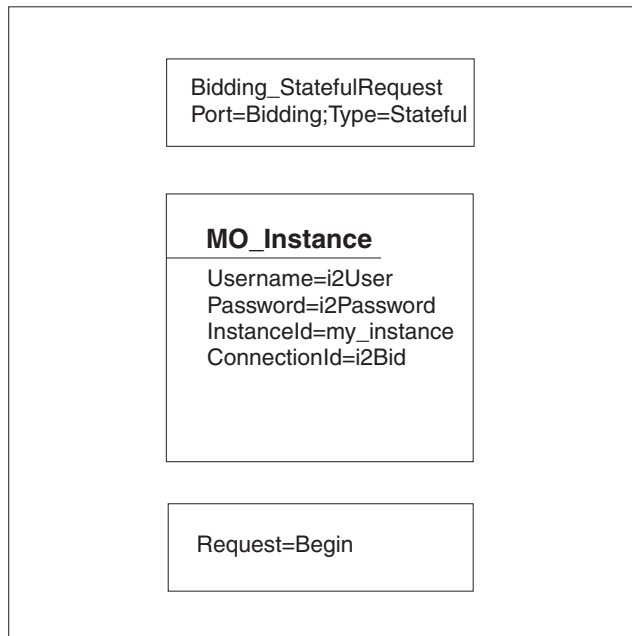 Bidding_StatefulRequest
Port=Bidding;Type=Stateful
MO_Instance
Username=i2User
Password=i2Password
InstanceId=my_instance
ConnectionId=i2Bid
Request=Begin